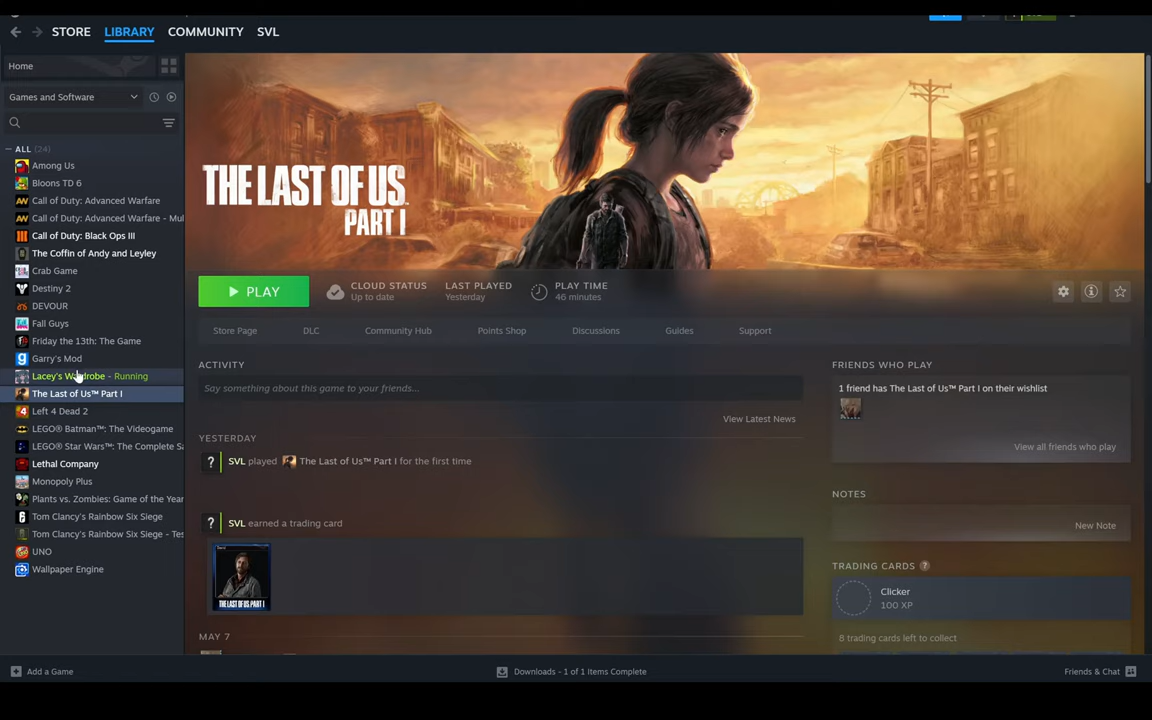 STORE LIBRARY COMMUNITY SVL
Home
Games and Software
ALL (24)
Among Us
Bloons TD 6
Call of Duty: Advanced Warfare
Call of Duty: Advanced Warfare - Mul
Call of Duty: Black Ops III
The Coffin of Andy and Leyley
Crab Game
Destiny 2
DEVOUR
Fall Guys
Friday the 13th: The Game
Garry's Mod
Lacey's Wardrobe - Running
The Last of Us™ Part I
Left 4 Dead 2
LEGO® Batman™: The Videogame
LEGO® Star Wars™: The Complete Sa
Lethal Company
Monopoly Plus
Plants vs. Zombies: Game of the Year
Tom Clancy's Rainbow Six Siege
Tom Clancy's Rainbow Six Siege - Tes
UNO
Wallpaper Engine
THE LAST OF US
PART I
PLAY
CLOUD STATUS
Up to date
LAST PLAYED
Yesterday
PLAY TIME
46 minutes
Store Page DLC Community Hub Points Shop Discussions Guides Support
ACTIVITY
Say something about this game to your friends...
View Latest News
YESTERDAY
SVL played The Last of Us™ Part I for the first time
SVL earned a trading card
THE LAST OF US PART I
MAY 7
FRIENDS WHO PLAY
1 friend has The Last of Us™ Part I on their wishlist
View all friends who play
NOTES
New Note
TRADING CARDS ?
Clicker
100 XP
8 trading cards left to collect
Add a Game
Downloads - 1 of 1 Items Complete
Friends & Chat